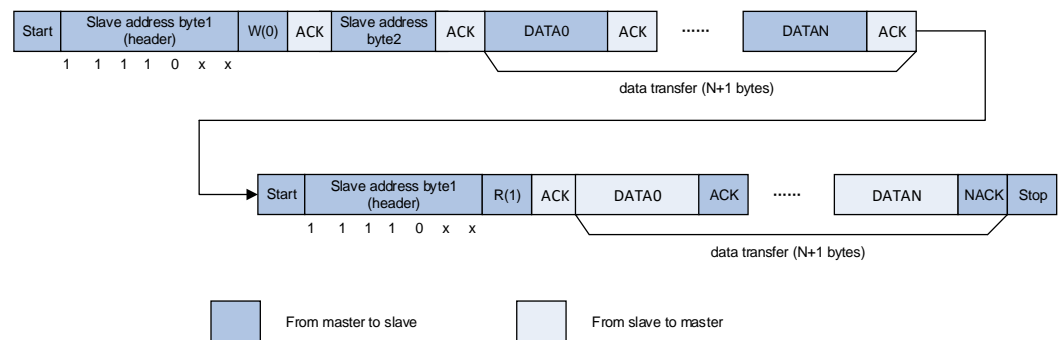 Start Slave address byte1 (header) W(0) ACK Slave address byte2 ACK DATA0 ACK ...... DATAN ACK
1 1 1 1 0 x x
data transfer (N+1 bytes)
Start Slave address byte1 (header) R(1) ACK DATA0 ACK ...... DATAN NACK Stop
1 1 1 1 0 x x
data transfer (N+1 bytes)
From master to slave
From slave to master